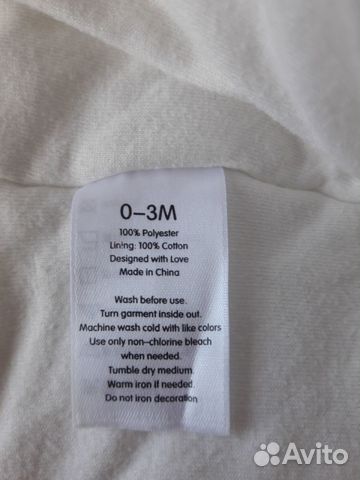 0-3M
100% Polyester
Lining: 100% Cotton
Designed with Love
Made in China
Wash before use.
Turn garment inside out.
Machine wash cold with like colors
Use only non-chlorine bleach
when needed.
Tumble dry medium.
Warm iron if needed.
Do not iron decoration
Avito